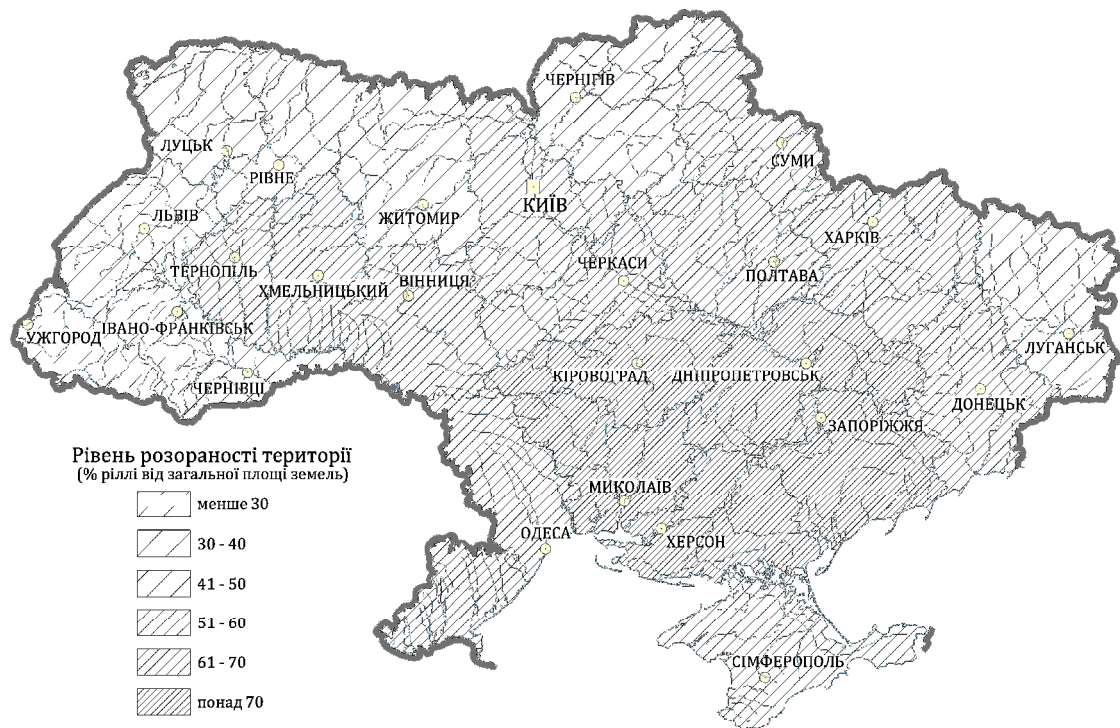 ЧЕРНІГІВ
ЛУЦЬК
РІВНЕ
СУМИ
КИЇВ
ЛЬВІВ
ЖИТОМИР
ХАРКІВ
ТЕРНОПІЛЬ
ХМЕЛЬНИЦЬКИЙ
ВІННИЦЯ
ЧЕРКАСИ
ПОЛТАВА
УЖГОРОД
ІВАНО-ФРАНКІВСЬК
ЛУГАНСЬК
ЧЕРНІВЦІ
КІРОВОГРАД
ДНІПРОПЕТРОВСЬК
ДОНЕЦЬК
ЗАПОРІЖЖЯ
Рівень розораності території
(% ріллі від загальної площі земель)
МИКОЛАЇВ
менше 30
ОДЕСА
ХЕРСОН
30 - 40
41 - 50
51 - 60
61 - 70
СІМФЕРОПОЛЬ
понад 70